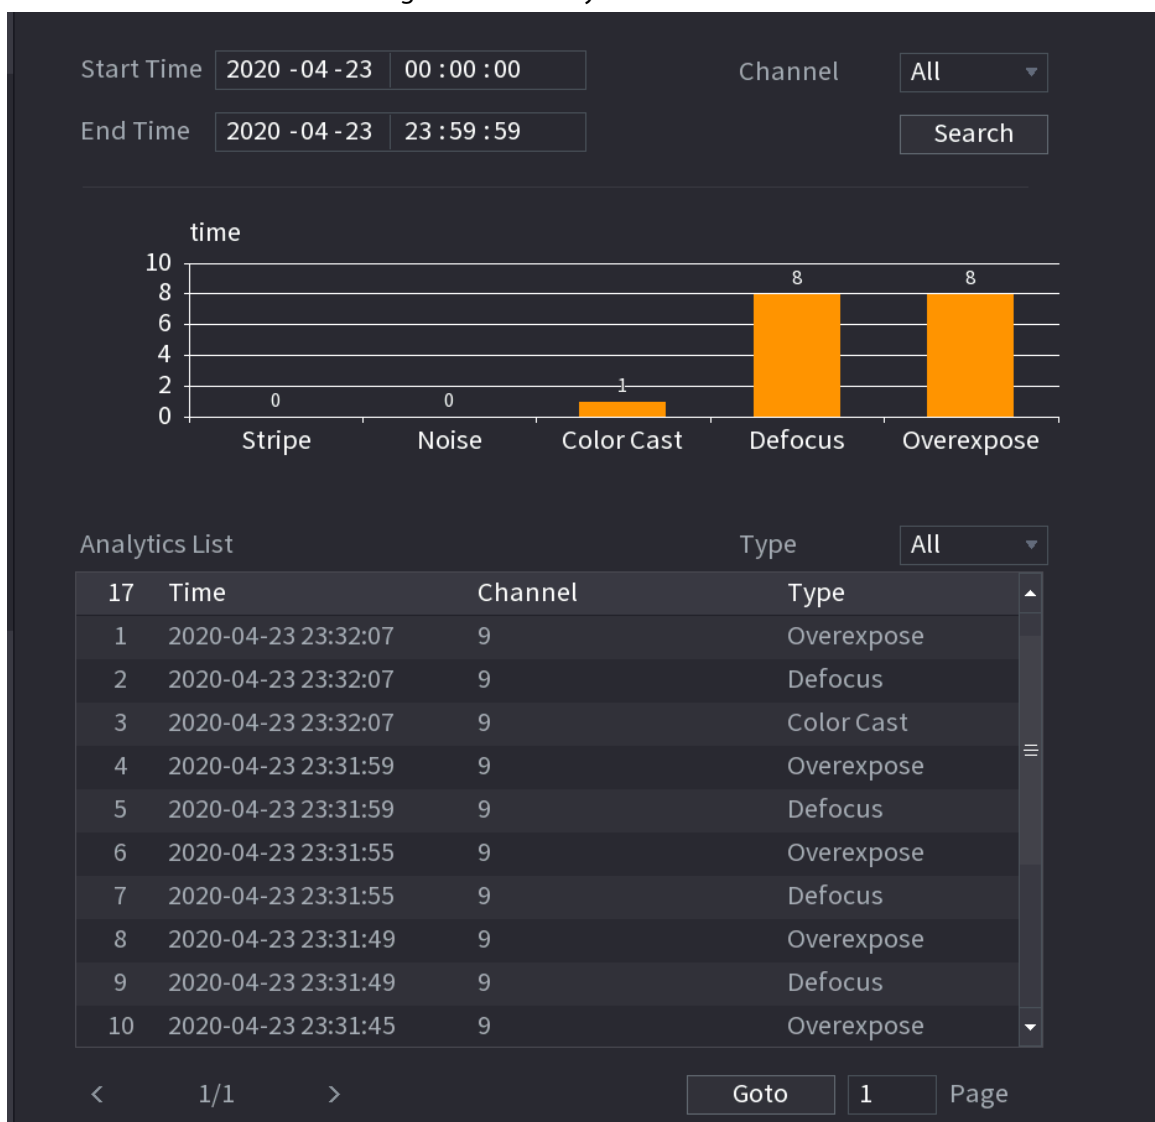 Start Time 2020 -04 -23 00 : 00 : 00 Channel All
End Time 2020 -04 -23 23 : 59 : 59 Search
time
10
8
6
4
2
0
0 0 1 8 8
Stripe Noise Color Cast Defocus Overexpose
Analytics List Type All
17 Time Channel Type
1 2020-04-23 23:32:07 9 Overexpose
2 2020-04-23 23:32:07 9 Defocus
3 2020-04-23 23:32:07 9 Color Cast
4 2020-04-23 23:31:59 9 Overexpose
5 2020-04-23 23:31:59 9 Defocus
6 2020-04-23 23:31:55 9 Overexpose
7 2020-04-23 23:31:55 9 Defocus
8 2020-04-23 23:31:49 9 Overexpose
9 2020-04-23 23:31:49 9 Defocus
10 2020-04-23 23:31:45 9 Overexpose
< 1/1 > Goto 1 Page